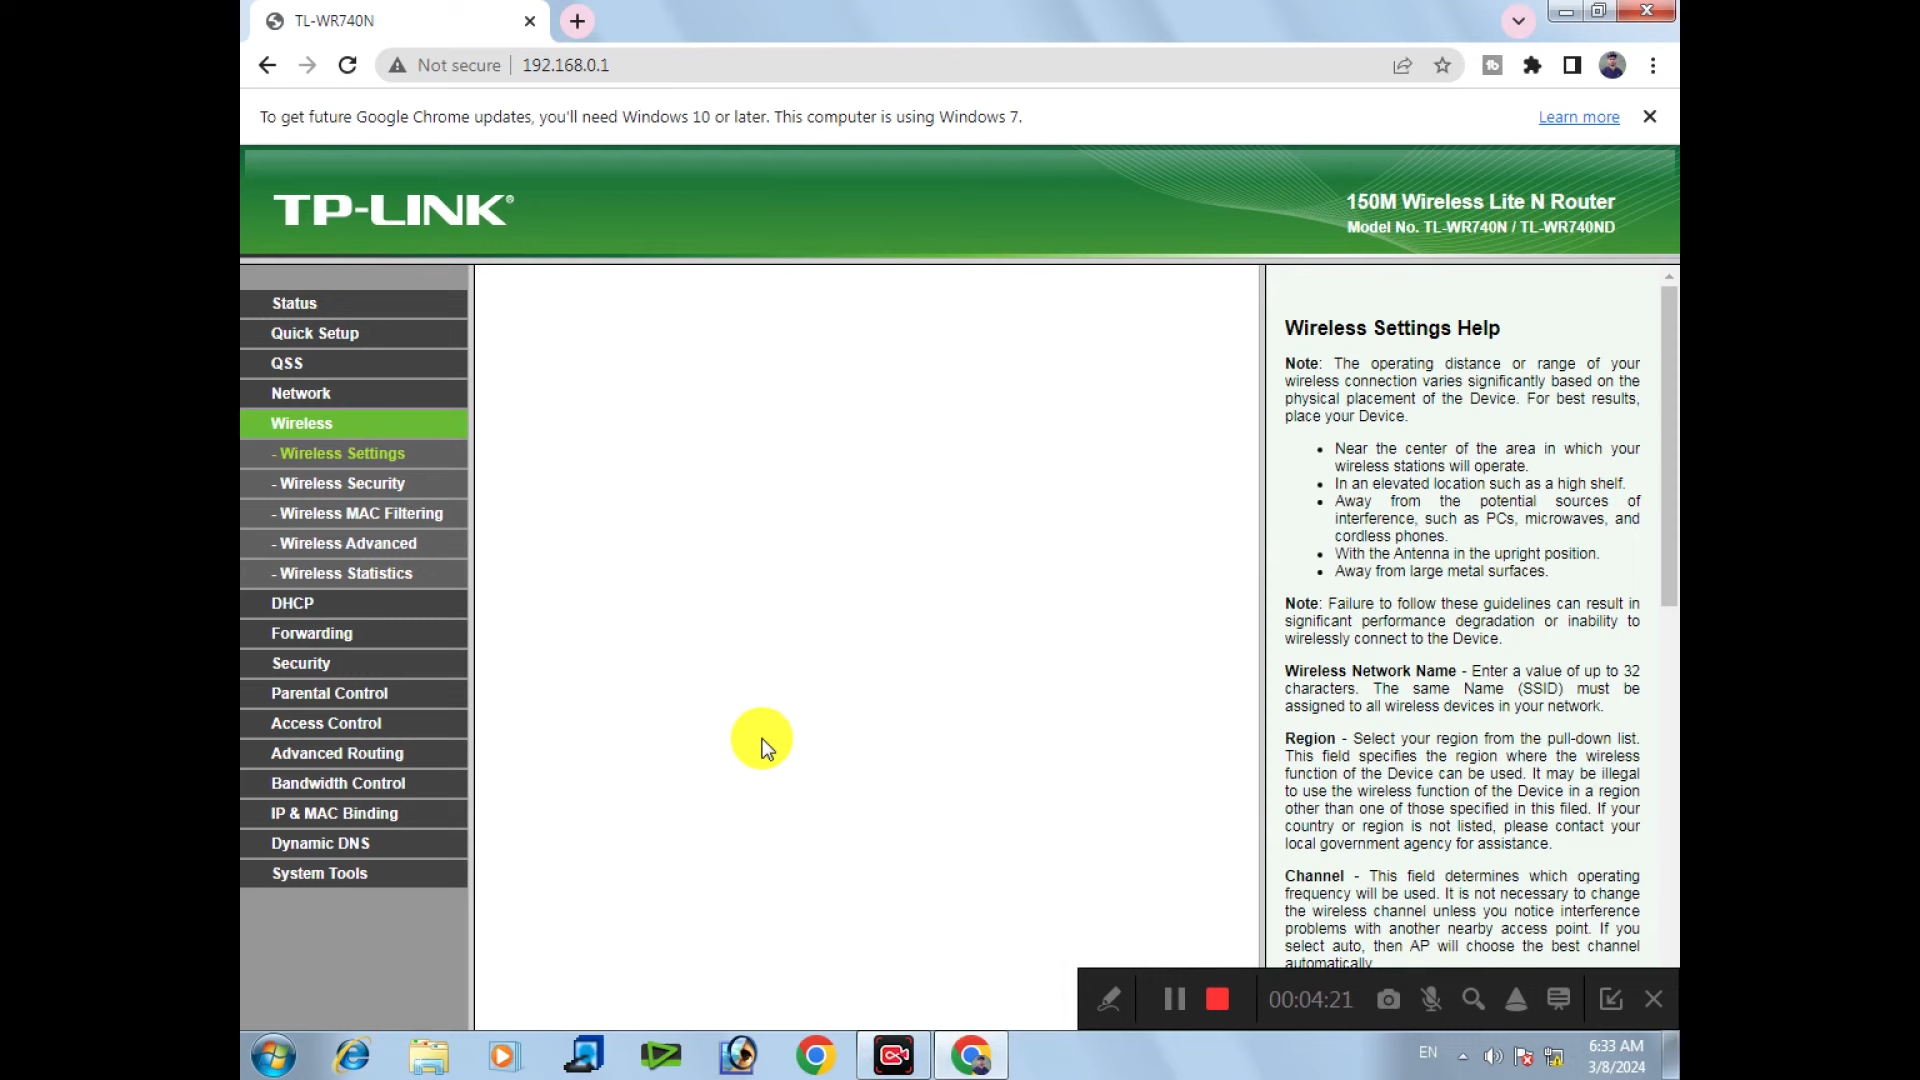 TL-WR740N
Not secure
192.168.0.1
To get future Google Chrome updates, you'll need Windows 10 or later. This computer is using Windows 7.
Learn more
TP-LINK®
150M Wireless Lite N Router
Model No. TL-WR740N / TL-WR740ND
Status
Quick Setup
QSS
Network
Wireless
- Wireless Settings
- Wireless Security
- Wireless MAC Filtering
- Wireless Advanced
- Wireless Statistics
DHCP
Forwarding
Security
Parental Control
Access Control
Advanced Routing
Bandwidth Control
IP & MAC Binding
Dynamic DNS
System Tools
Wireless Settings Help
Note: The operating distance or range of your
wireless connection varies significantly based on the
physical placement of the Device. For best results,
place your Device.
• Near the center of the area in which your
wireless stations will operate.
• In an elevated location such as a high shelf.
• Away from the potential sources of
interference, such as PCs, microwaves, and
cordless phones.
• With the Antenna in the upright position.
• Away from large metal surfaces.
Note: Failure to follow these guidelines can result in
significant performance degradation or inability to
wirelessly connect to the Device.
Wireless Network Name - Enter a value of up to 32
characters. The same Name (SSID) must be
assigned to all wireless devices in your network.
Region - Select your region from the pull-down list.
This field specifies the region where the wireless
function of the Device can be used. It may be illegal
to use the wireless function of the Device in a region
other than one of those specified in this filed. If your
country or region is not listed, please contact your
local government agency for assistance.
Channel - This field determines which operating
frequency will be used. It is not necessary to change
the wireless channel unless you notice interference
problems with another nearby access point. If you
select auto, then AP will choose the best channel
automatically
00:04:21
EN
6:33 AM
3/8/2024